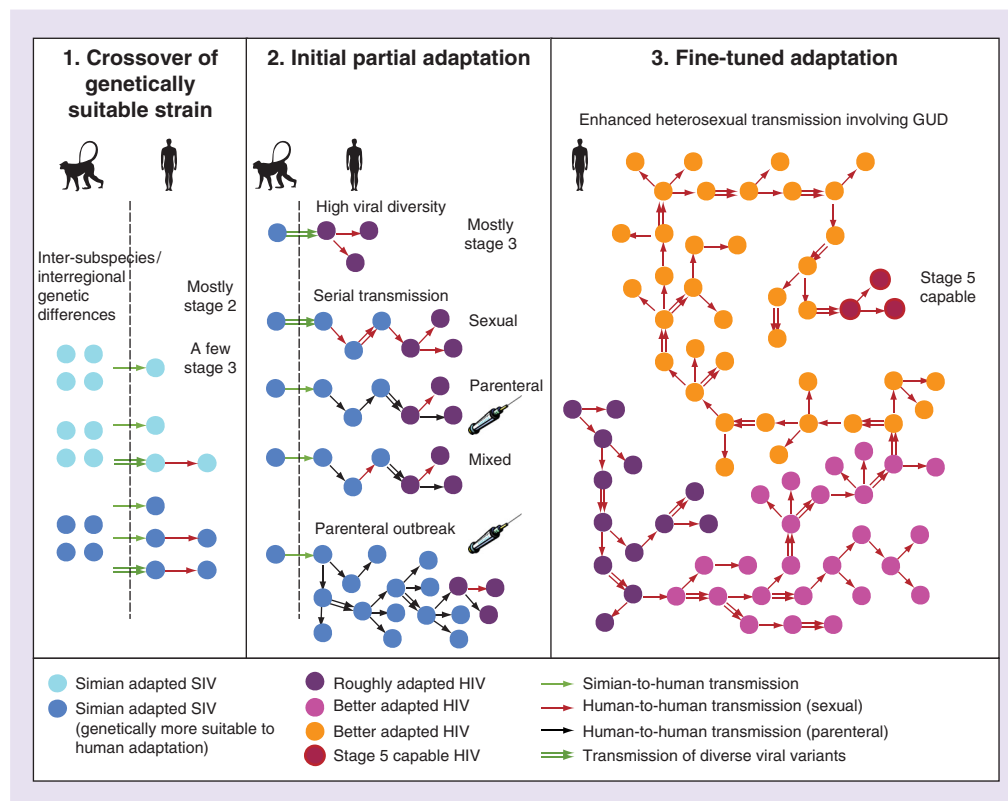 1. Crossover of
genetically
suitable strain
Inter-subspecies/
interregional
genetic
differences
Mostly
stage 2
A few
stage 3
2. Initial partial adaptation
High viral diversity
Mostly
stage 3
Serial transmission
Sexual
Parenteral
Mixed
Parenteral outbreak
3. Fine-tuned adaptation
Enhanced heterosexual transmission involving GUD
Stage 5
capable
Simian adapted SIV
Simian adapted SIV
(genetically more suitable to
human adaptation)
Roughly adapted HIV
Better adapted HIV
Better adapted HIV
Stage 5 capable HIV
Simian-to-human transmission
Human-to-human transmission (sexual)
Human-to-human transmission (parenteral)
Transmission of diverse viral variants